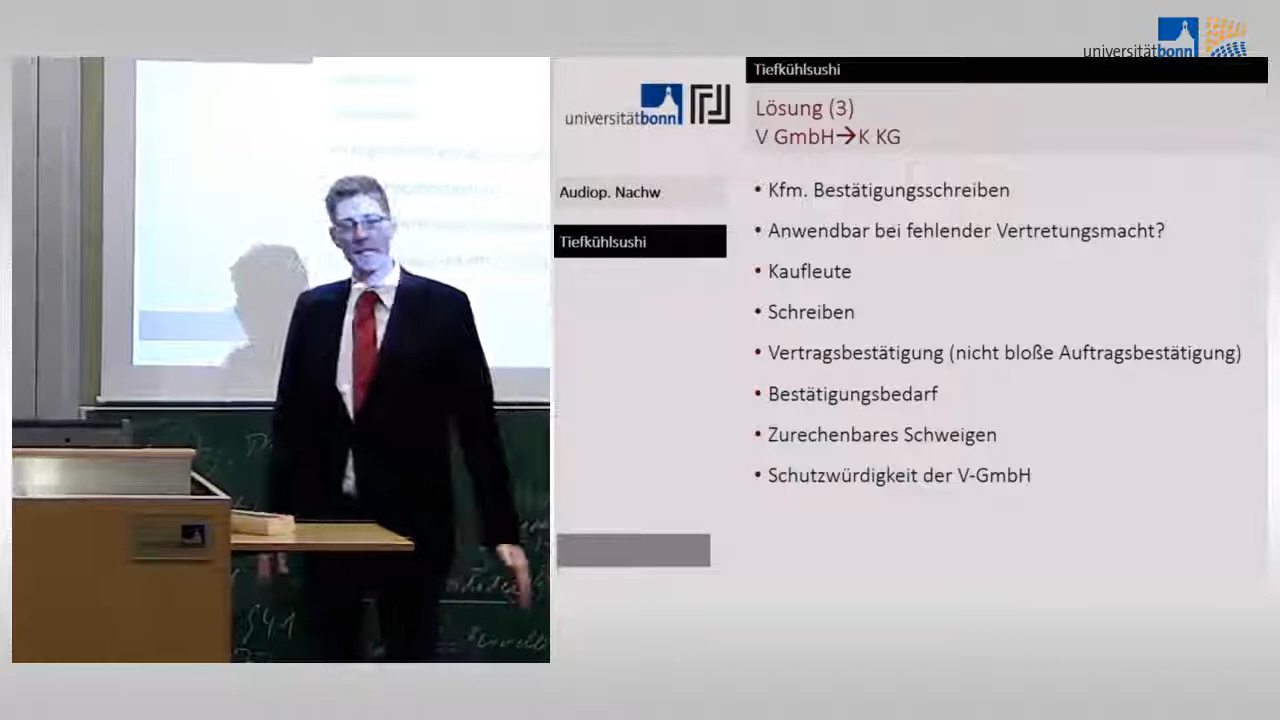 universitätbonn
Tiefkühlsushi
universitätbonn
Lösung (3)
V GmbH→K KG
Audiop. Nachw
Tiefkühlsushi
• Kfm. Bestätigungsschreiben
• Anwendbar bei fehlender Vertretungsmacht?
• Kaufleute
• Schreiben
• Vertragsbestätigung (nicht bloße Auftragsbestätigung)
• Bestätigungsbedarf
• Zurechenbares Schweigen
• Schutzwürdigkeit der V-GmbH